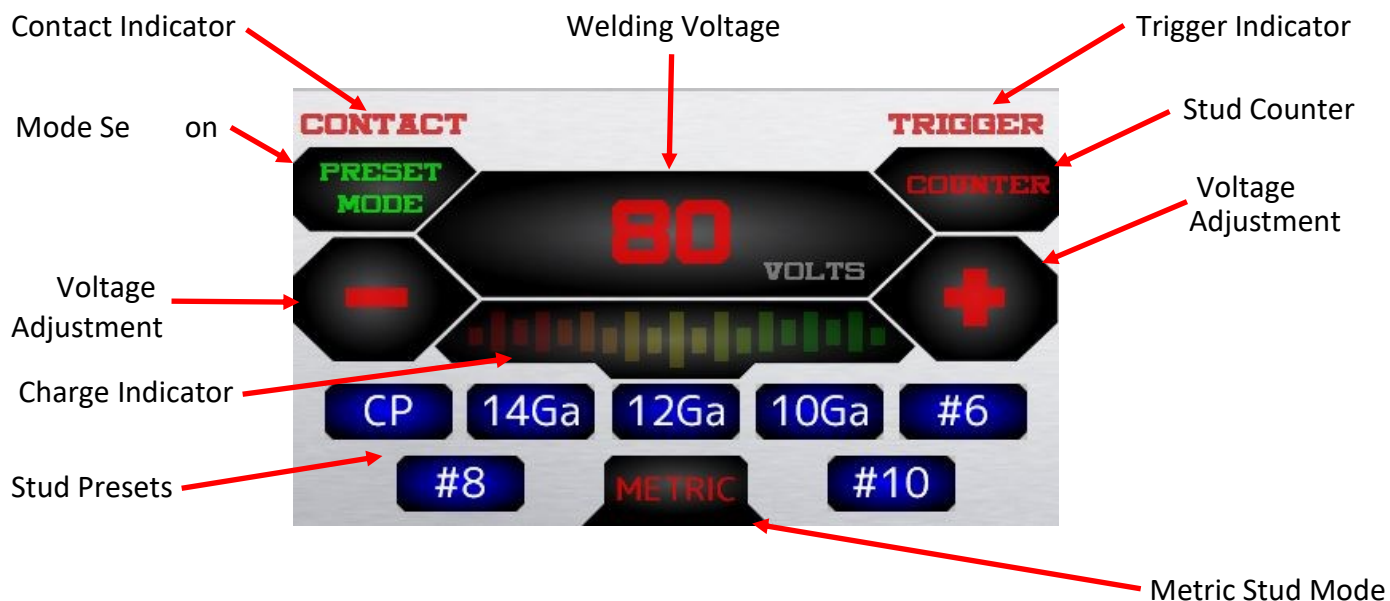 Contact Indicator
Welding Voltage
Trigger Indicator
Stud Counter
CONTACT
TRIGGER
Mode Se on
PRESET
MODE
COUNTER
Voltage
Adjustment
80
VOLTS
-
+
Voltage
Adjustment
Charge Indicator
CP
14Ga
12Ga
10Ga
#6
Stud Presets
#8
METRIC
#10
Metric Stud Mode